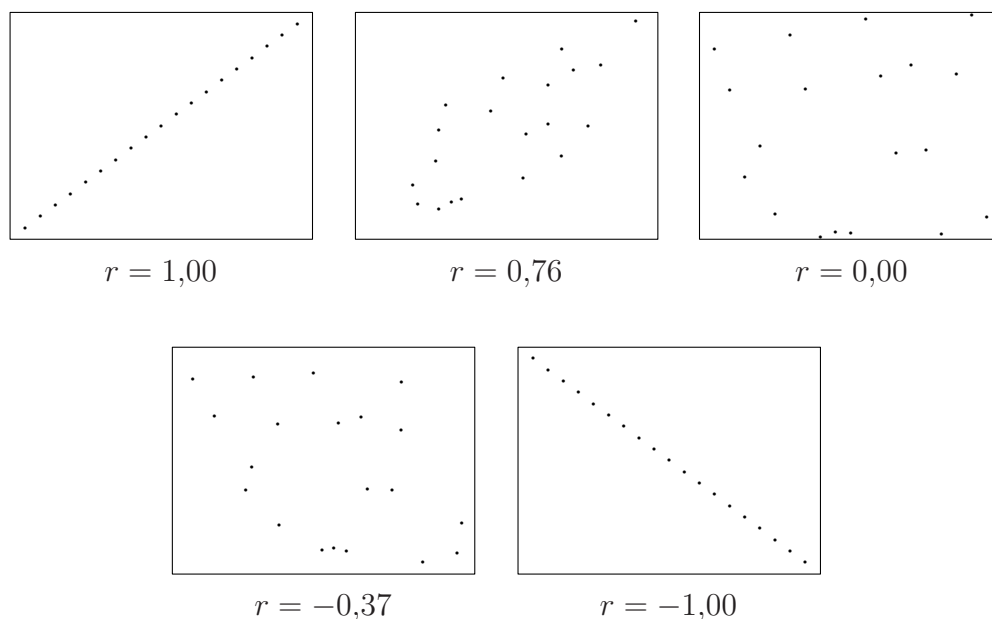 r = 1,00
r = 0,76
r = 0,00
r = −0,37
r = −1,00